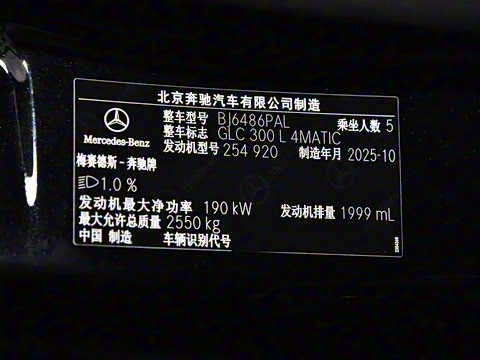 北京奔驰汽车有限公司制造
整车型号 BJ6486PAL 乘坐人数 5
整车标志 GLC 300 L 4MATIC
发动机型号 254 920 制造年月 2025-10
Mercedes-Benz
梅赛德斯-奔驰牌
1.0 %
发动机最大净功率 190 kW 发动机排量 1999 mL
最大允许总质量 2550 kg
中国 制造 车辆识别代号